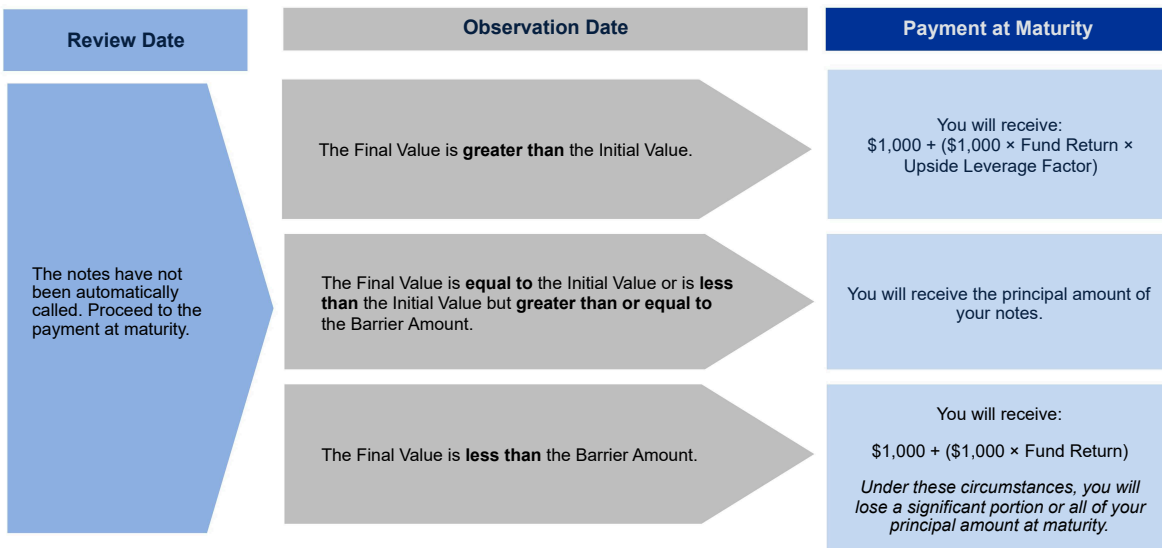 Review Date
Observation Date
Payment at Maturity
The notes have not
been automatically
called. Proceed to the
payment at maturity.
The Final Value is greater than the Initial Value.
You will receive:
$1,000 + ($1,000 × Fund Return ×
Upside Leverage Factor)
The Final Value is equal to the Initial Value or is less
than the Initial Value but greater than or equal to
the Barrier Amount.
You will receive the principal amount of
your notes.
The Final Value is less than the Barrier Amount.
You will receive:
$1,000 + ($1,000 × Fund Return)
Under these circumstances, you will
lose a significant portion or all of your
principal amount at maturity.